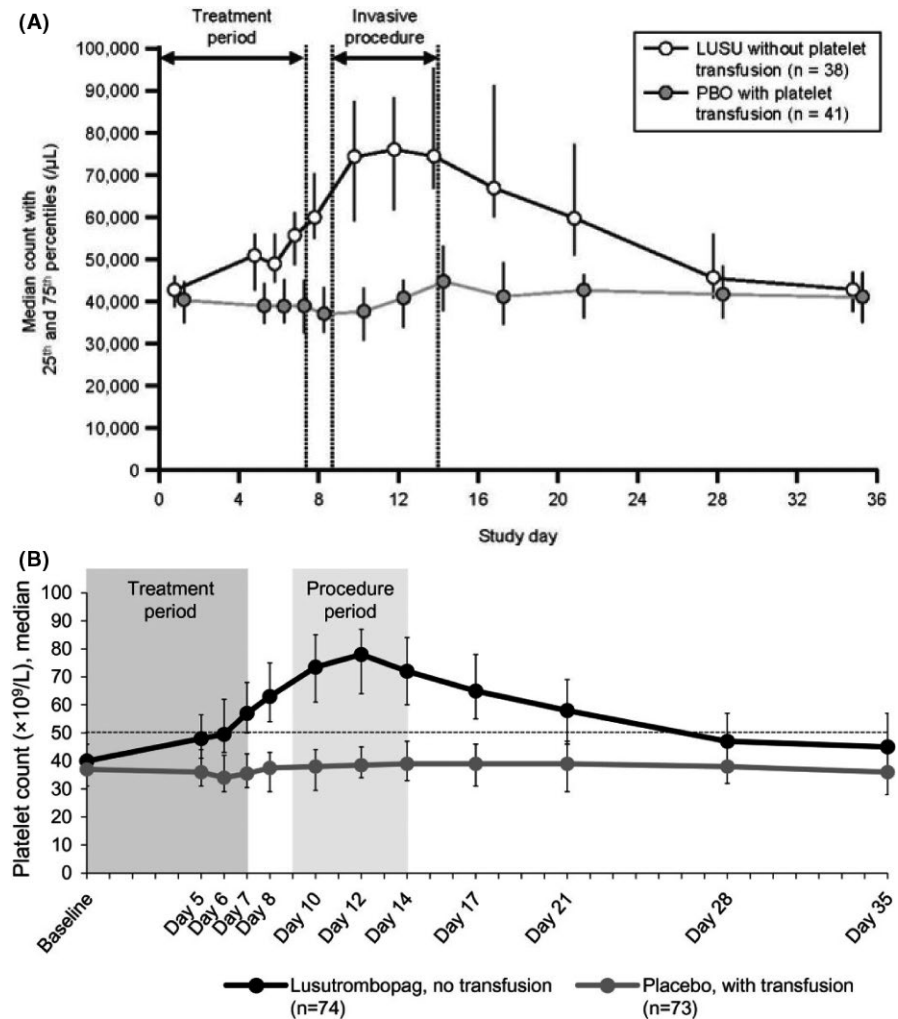 (A)
Treatment
period
Invasive
procedure
100,000
90,000
80,000
70,000
60,000
50,000
40,000
30,000
20,000
10,000
0
Median count with
25th and 75th percentiles (/µL)
LUSU without platelet
transfusion (n = 38)
PBO with platelet
transfusion (n = 41)
0 4 8 12 16 20 24 28 32 36
Study day
(B)
Treatment
period
Procedure
period
100
90
80
70
60
50
40
30
20
10
0
Platelet count (×10⁹/L), median
Baseline
Day 5
Day 6
Day 7
Day 8
Day 10
Day 12
Day 14
Day 17
Day 21
Day 28
Day 35
Lusutrombopag, no transfusion
(n=74)
Placebo, with transfusion
(n=73)